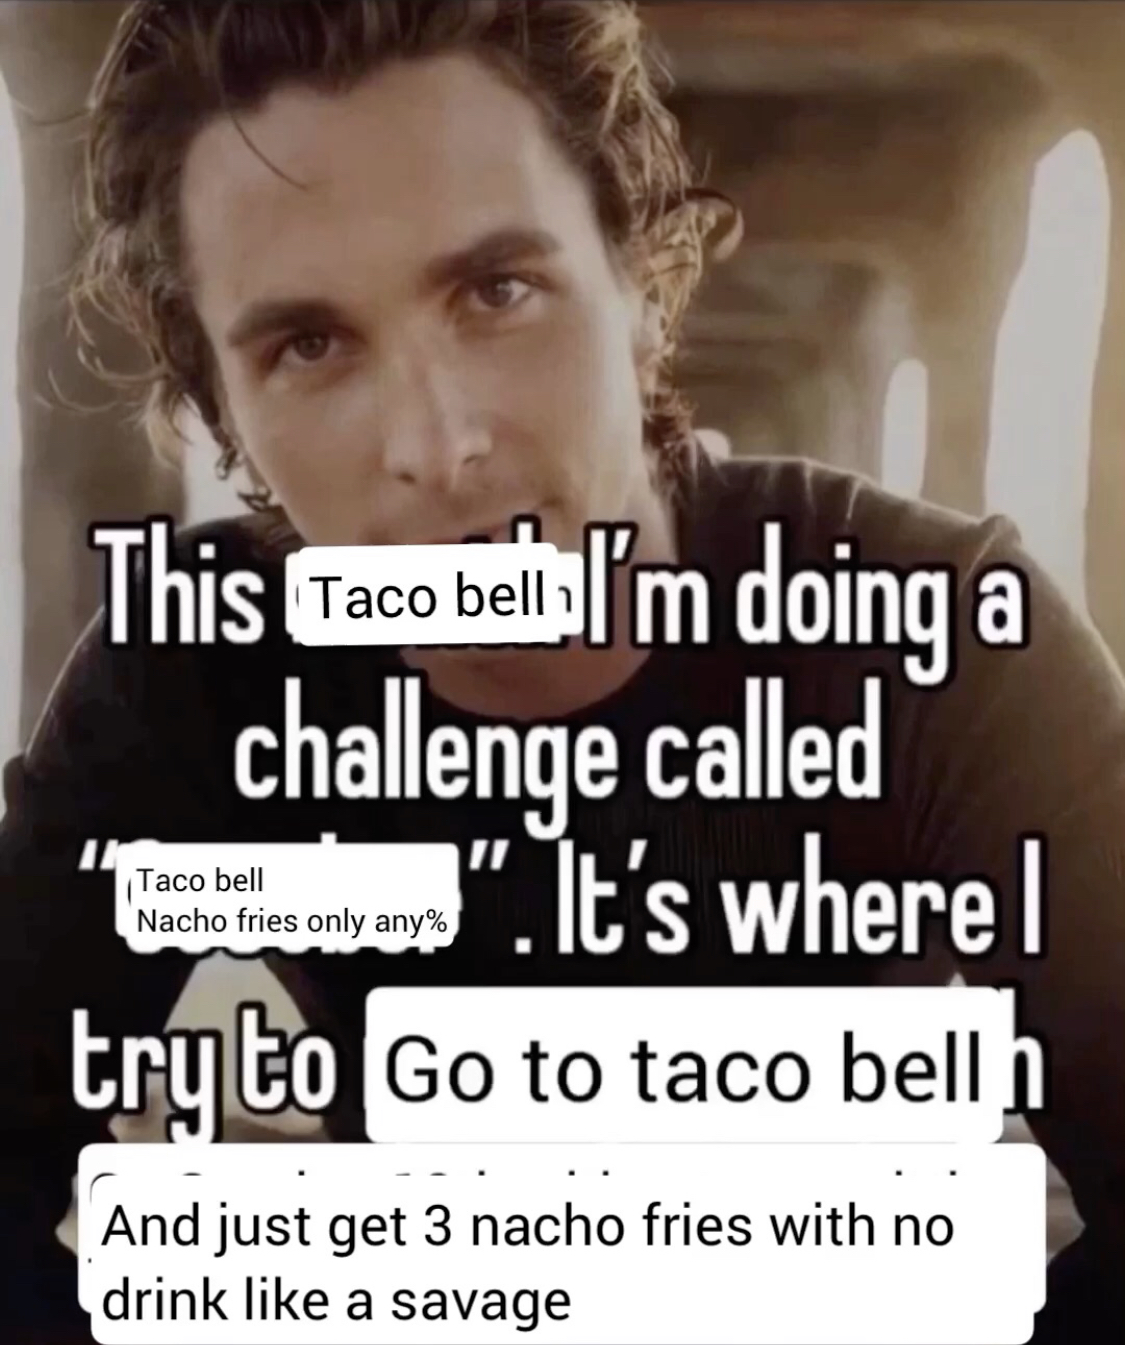 This Taco bell I'm doing a
challenge called
"Taco bell
Nacho fries only any%". It's where I
try to Go to taco bell h
And just get 3 nacho fries with no
drink like a savage